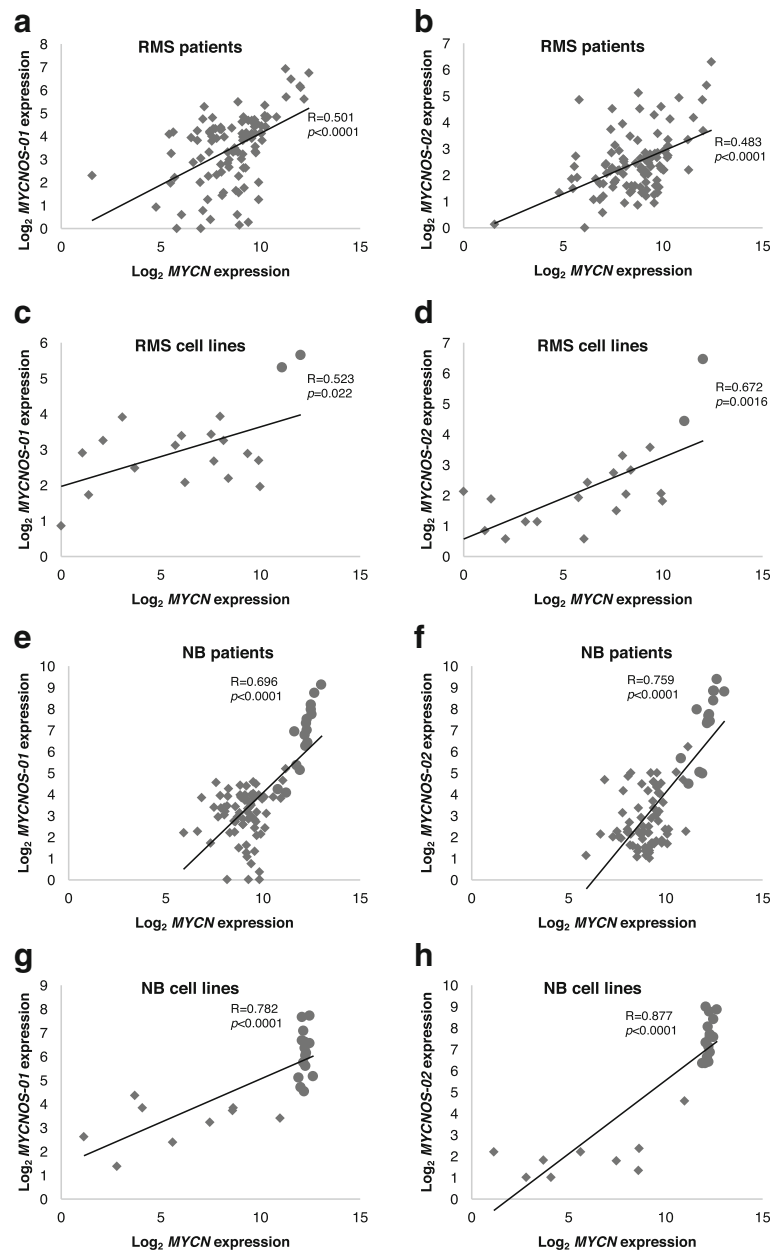 a
RMS patients
Log2 MYCNOS-01 expression
8
7
6
5
4
3
2
1
0
R=0.501
p<0.0001
0 5 10 15
Log2 MYCN expression
b
RMS patients
Log2 MYCNOS-02 expression
7
6
5
4
3
2
1
0
R=0.483
p<0.0001
0 5 10 15
Log2 MYCN expression
c
RMS cell lines
Log2 MYCNOS-01 expression
6
5
4
3
2
1
0
R=0.523
p=0.022
0 5 10 15
Log2 MYCN expression
d
RMS cell lines
Log2 MYCNOS-02 expression
7
6
5
4
3
2
1
0
R=0.672
p=0.0016
0 5 10 15
Log2 MYCN expression
e
NB patients
Log2 MYCNOS-01 expression
10
9
8
7
6
5
4
3
2
1
0
R=0.696
p<0.0001
0 5 10 15
Log2 MYCN expression
f
NB patients
Log2 MYCNOS-02 expression
10
9
8
7
6
5
4
3
2
1
0
R=0.759
p<0.0001
0 5 10 15
Log2 MYCN expression
g
NB cell lines
Log2 MYCNOS-01 expression
9
8
7
6
5
4
3
2
1
0
R=0.782
p<0.0001
0 5 10 15
Log2 MYCN expression
h
NB cell lines
Log2 MYCNOS-02 expression
10
9
8
7
6
5
4
3
2
1
0
R=0.877
p<0.0001
0 5 10 15
Log2 MYCN expression